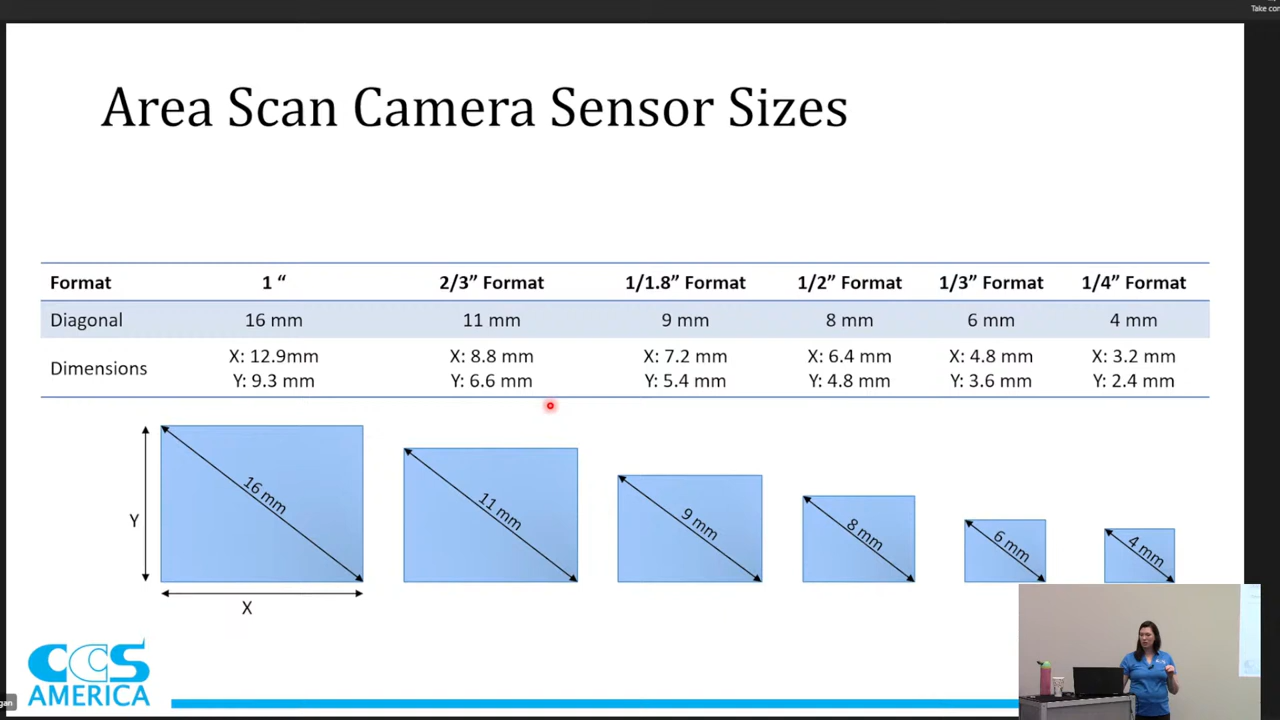 Take con
Area Scan Camera Sensor Sizes
Format 1 “ 2/3” Format 1/1.8” Format 1/2” Format 1/3” Format 1/4” Format
Diagonal 16 mm 11 mm 9 mm 8 mm 6 mm 4 mm
Dimensions X: 12.9mm X: 8.8 mm X: 7.2 mm X: 6.4 mm X: 4.8 mm X: 3.2 mm
Y: 9.3 mm Y: 6.6 mm Y: 5.4 mm Y: 4.8 mm Y: 3.6 mm Y: 2.4 mm
16 mm 11 mm 9 mm 8 mm 6 mm 4 mm
Y
X
CCS
AMERICA
gan